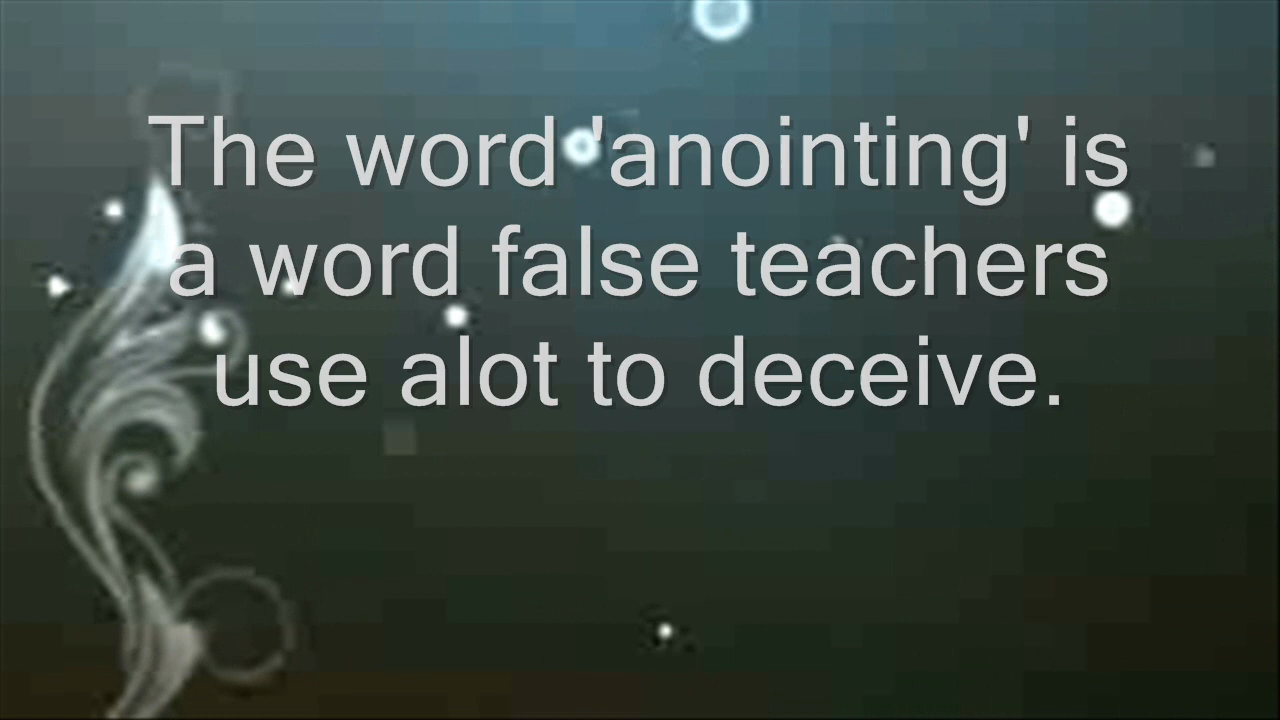 The word 'anointing' is
a word false teachers
use alot to deceive.